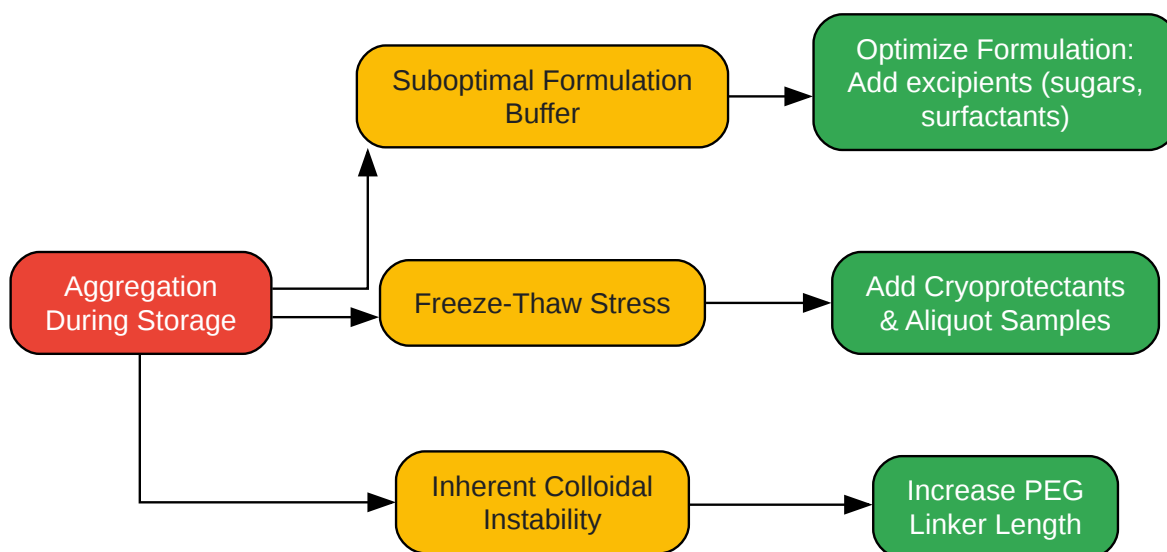 Suboptimal Formulation
Buffer
Optimize Formulation:
Add excipients (sugars,
surfactants)
Aggregation
During Storage
Freeze-Thaw Stress
Add Cryoprotectants
& Aliquot Samples
Inherent Colloidal
Instability
Increase PEG
Linker Length